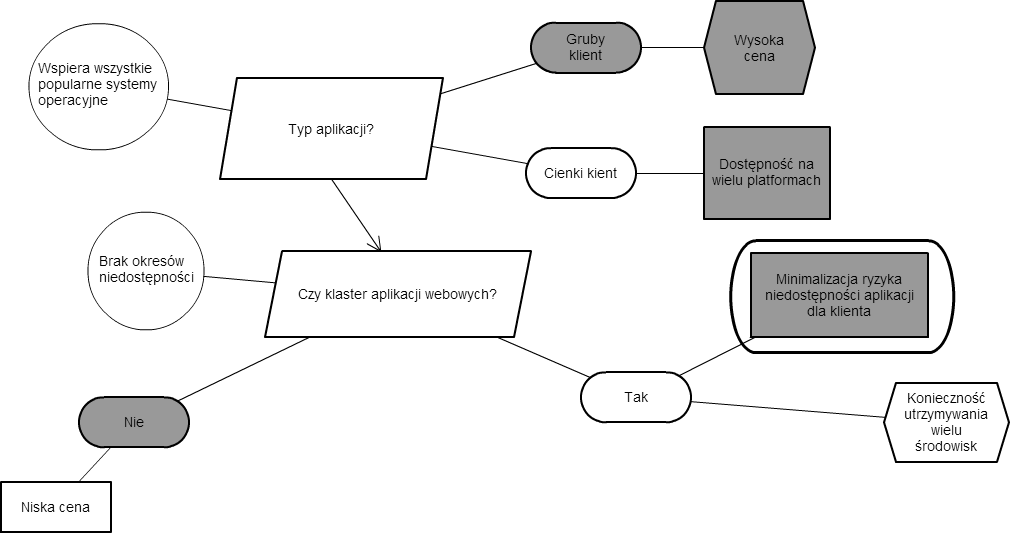 Gruby
klient
Wysoka
cena
Wspiera wszystkie
popularne systemy
operacyjne
Typ aplikacji?
Cienki kient
Dostępność na
wielu platformach
Brak okresów
niedostępności
Czy klaster aplikacji webowych?
Minimalizacja ryzyka
niedostępności aplikacji
dla klienta
Nie
Tak
Konieczność
utrzymywania
wielu
środowisk
Niska cena